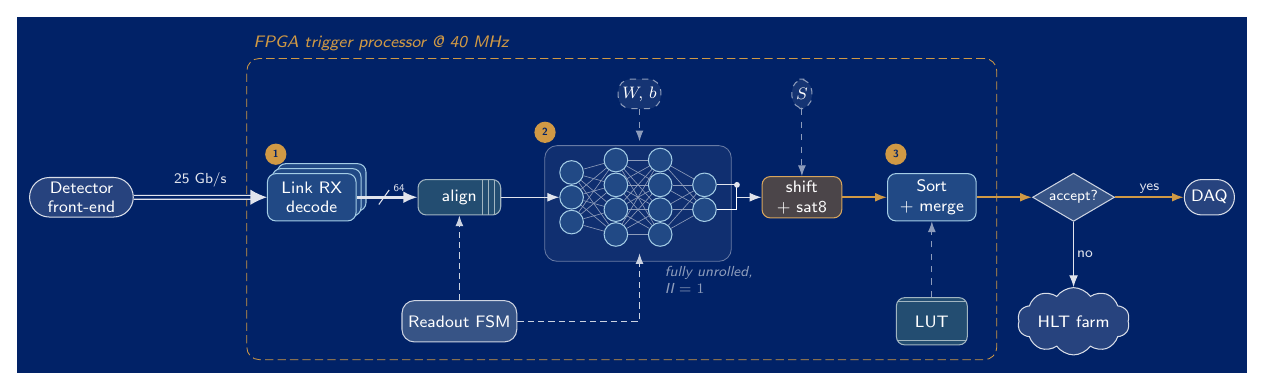 FPGA trigger processor @ 40 MHz
W, b
S
1
2
3
25 Gb/s
Detector
front-end
Link RX
decode
64
align
shift
+ sat8
Sort
+ merge
accept?
yes
DAQ
no
fully unrolled,
II = 1
Readout FSM
LUT
HLT farm